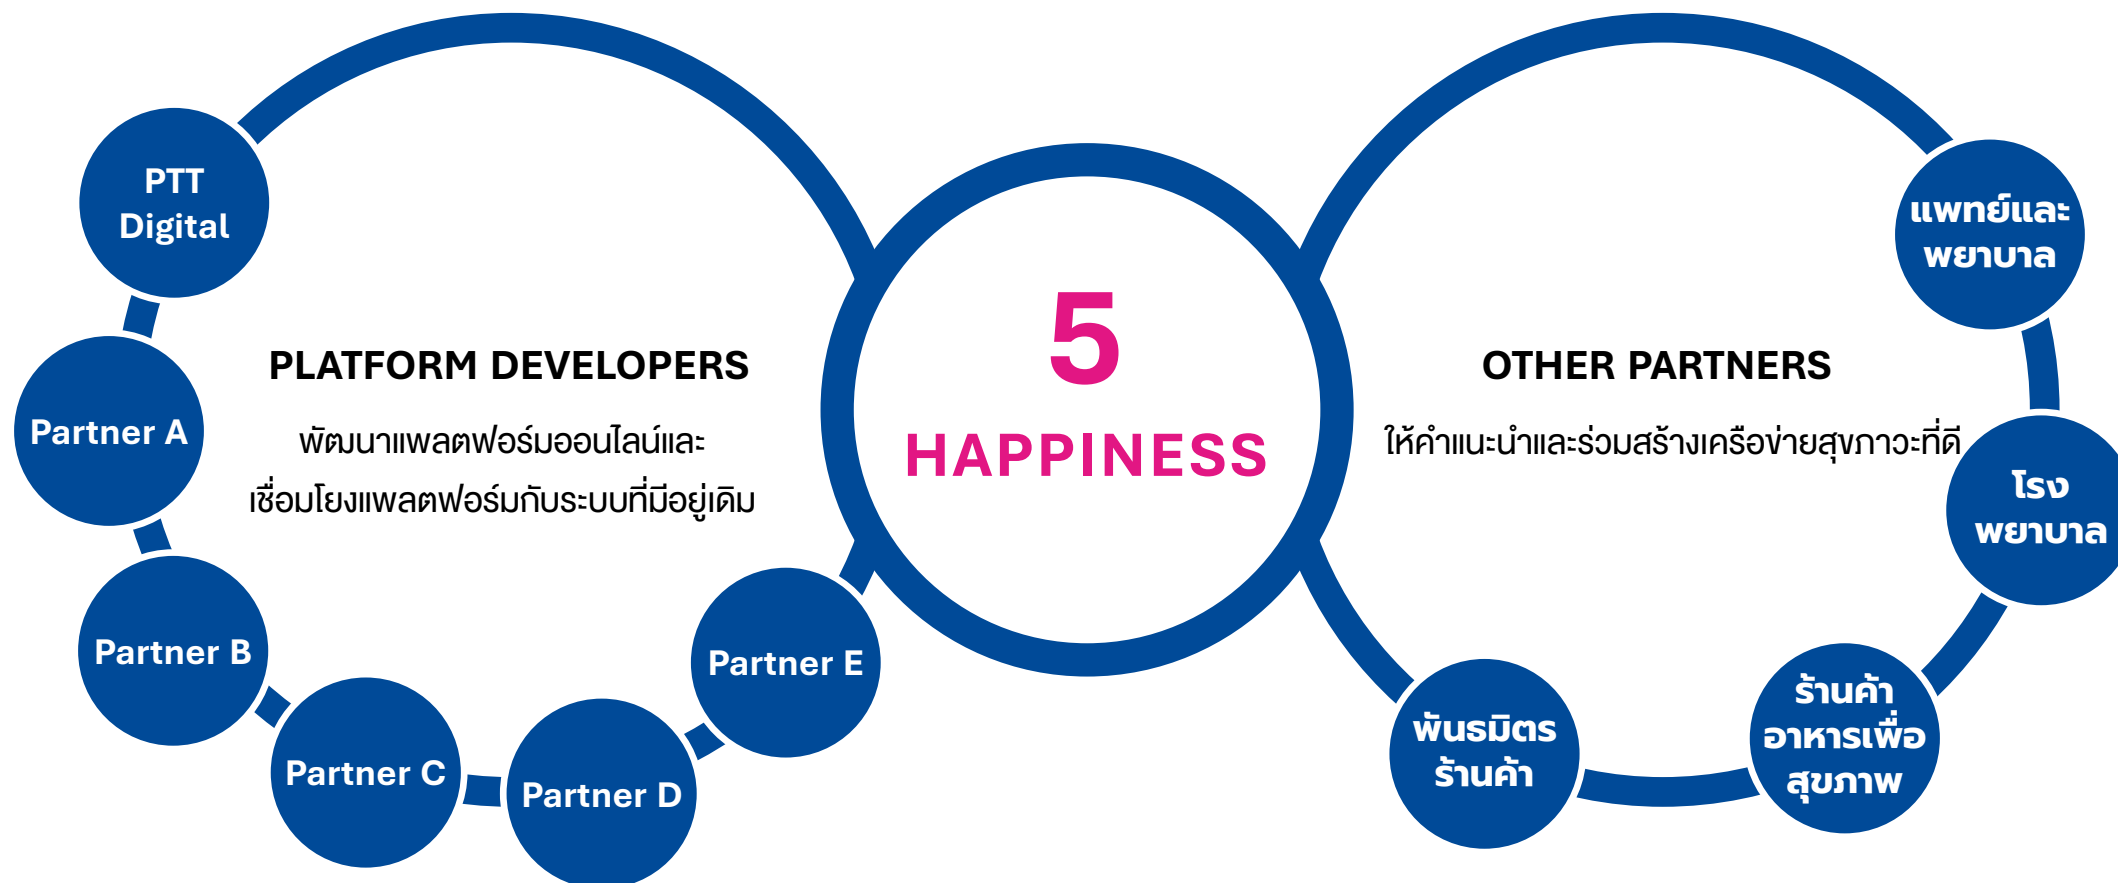 PTT
Digital
Partner A
Partner B
Partner C
Partner D
Partner E
PLATFORM DEVELOPERS
พัฒนาแพลตฟอร์มออนไลน์และ
เชื่อมโยงแพลตฟอร์มกับระบบที่มีอยู่เดิม
5
HAPPINESS
OTHER PARTNERS
ให้คำแนะนำและร่วมสร้างเครือข่ายสุขภาวะที่ดี
แพทย์และ
พยาบาล
โรง
พยาบาล
ร้านค้า
อาหารเพื่อ
สุขภาพ
พันธมิตร
ร้านค้า